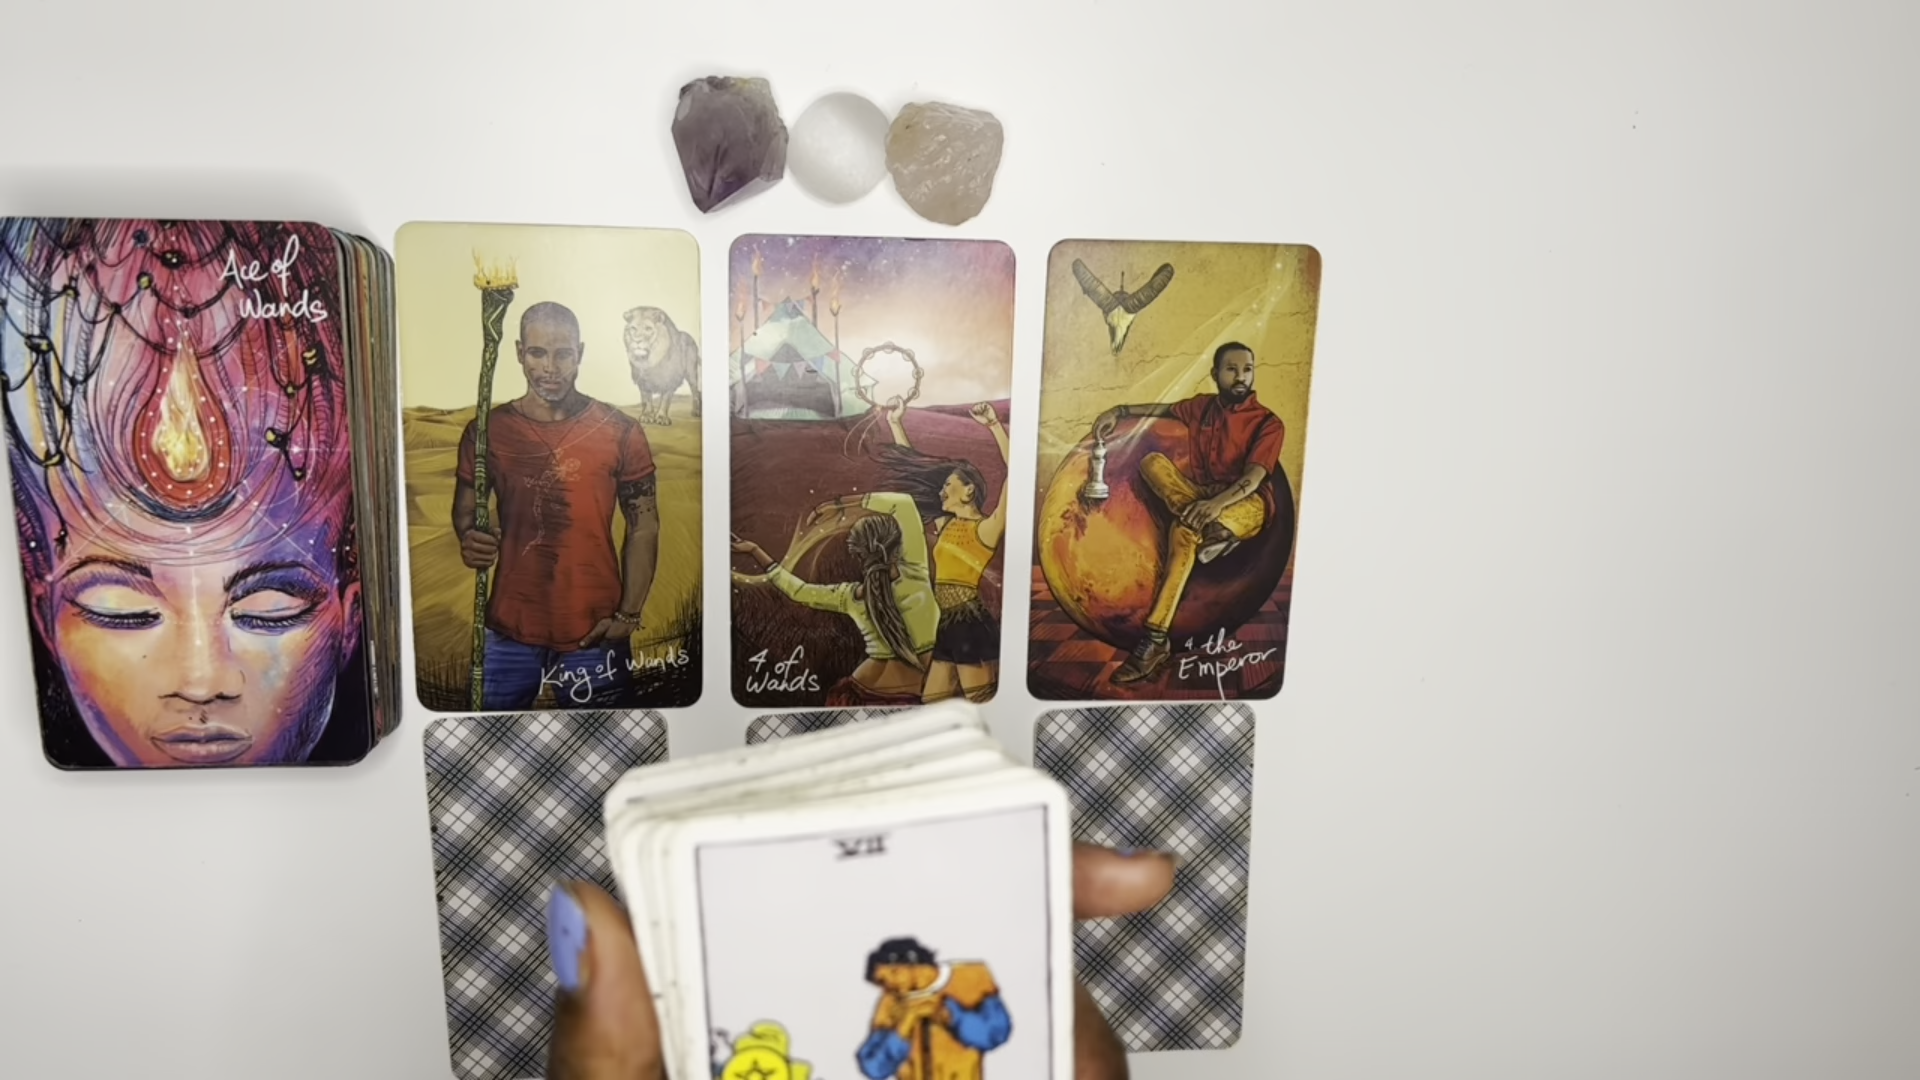 Ace of
Wands
King of Wands
4 of
Wands
4 the
Emperor
VII